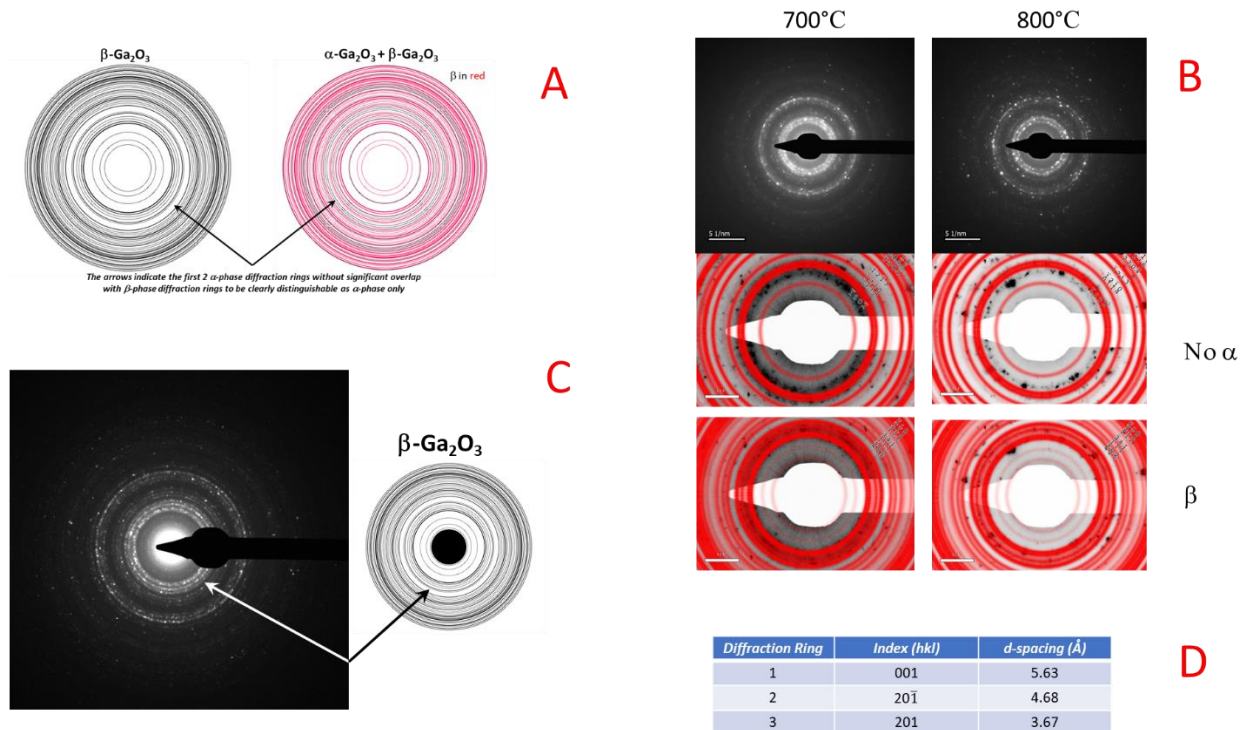 β-Ga₂O₃
α-Ga₂O₃ + β-Ga₂O₃
β in red
A
The arrows indicate the first 2 α-phase diffraction rings without significant overlap
with β-phase diffraction rings to be clearly distinguishable as α-phase only
700°C
800°C
B
5 1/nm
5 1/nm
No α
β
C
β-Ga₂O₃
D
Diffraction Ring Index (hkl) d-spacing (Å)
1 001 5.63
2 201̅ 4.68
3 201 3.67